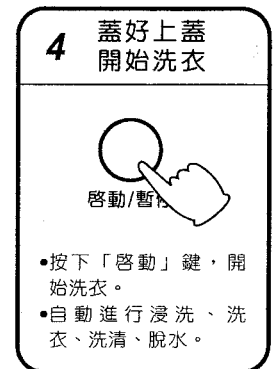 4
蓋好上蓋
開始洗衣
啓動/暫
•按下「啓動」鍵，開
始洗衣。
•自動進行浸洗、洗
衣、洗清、脫水。